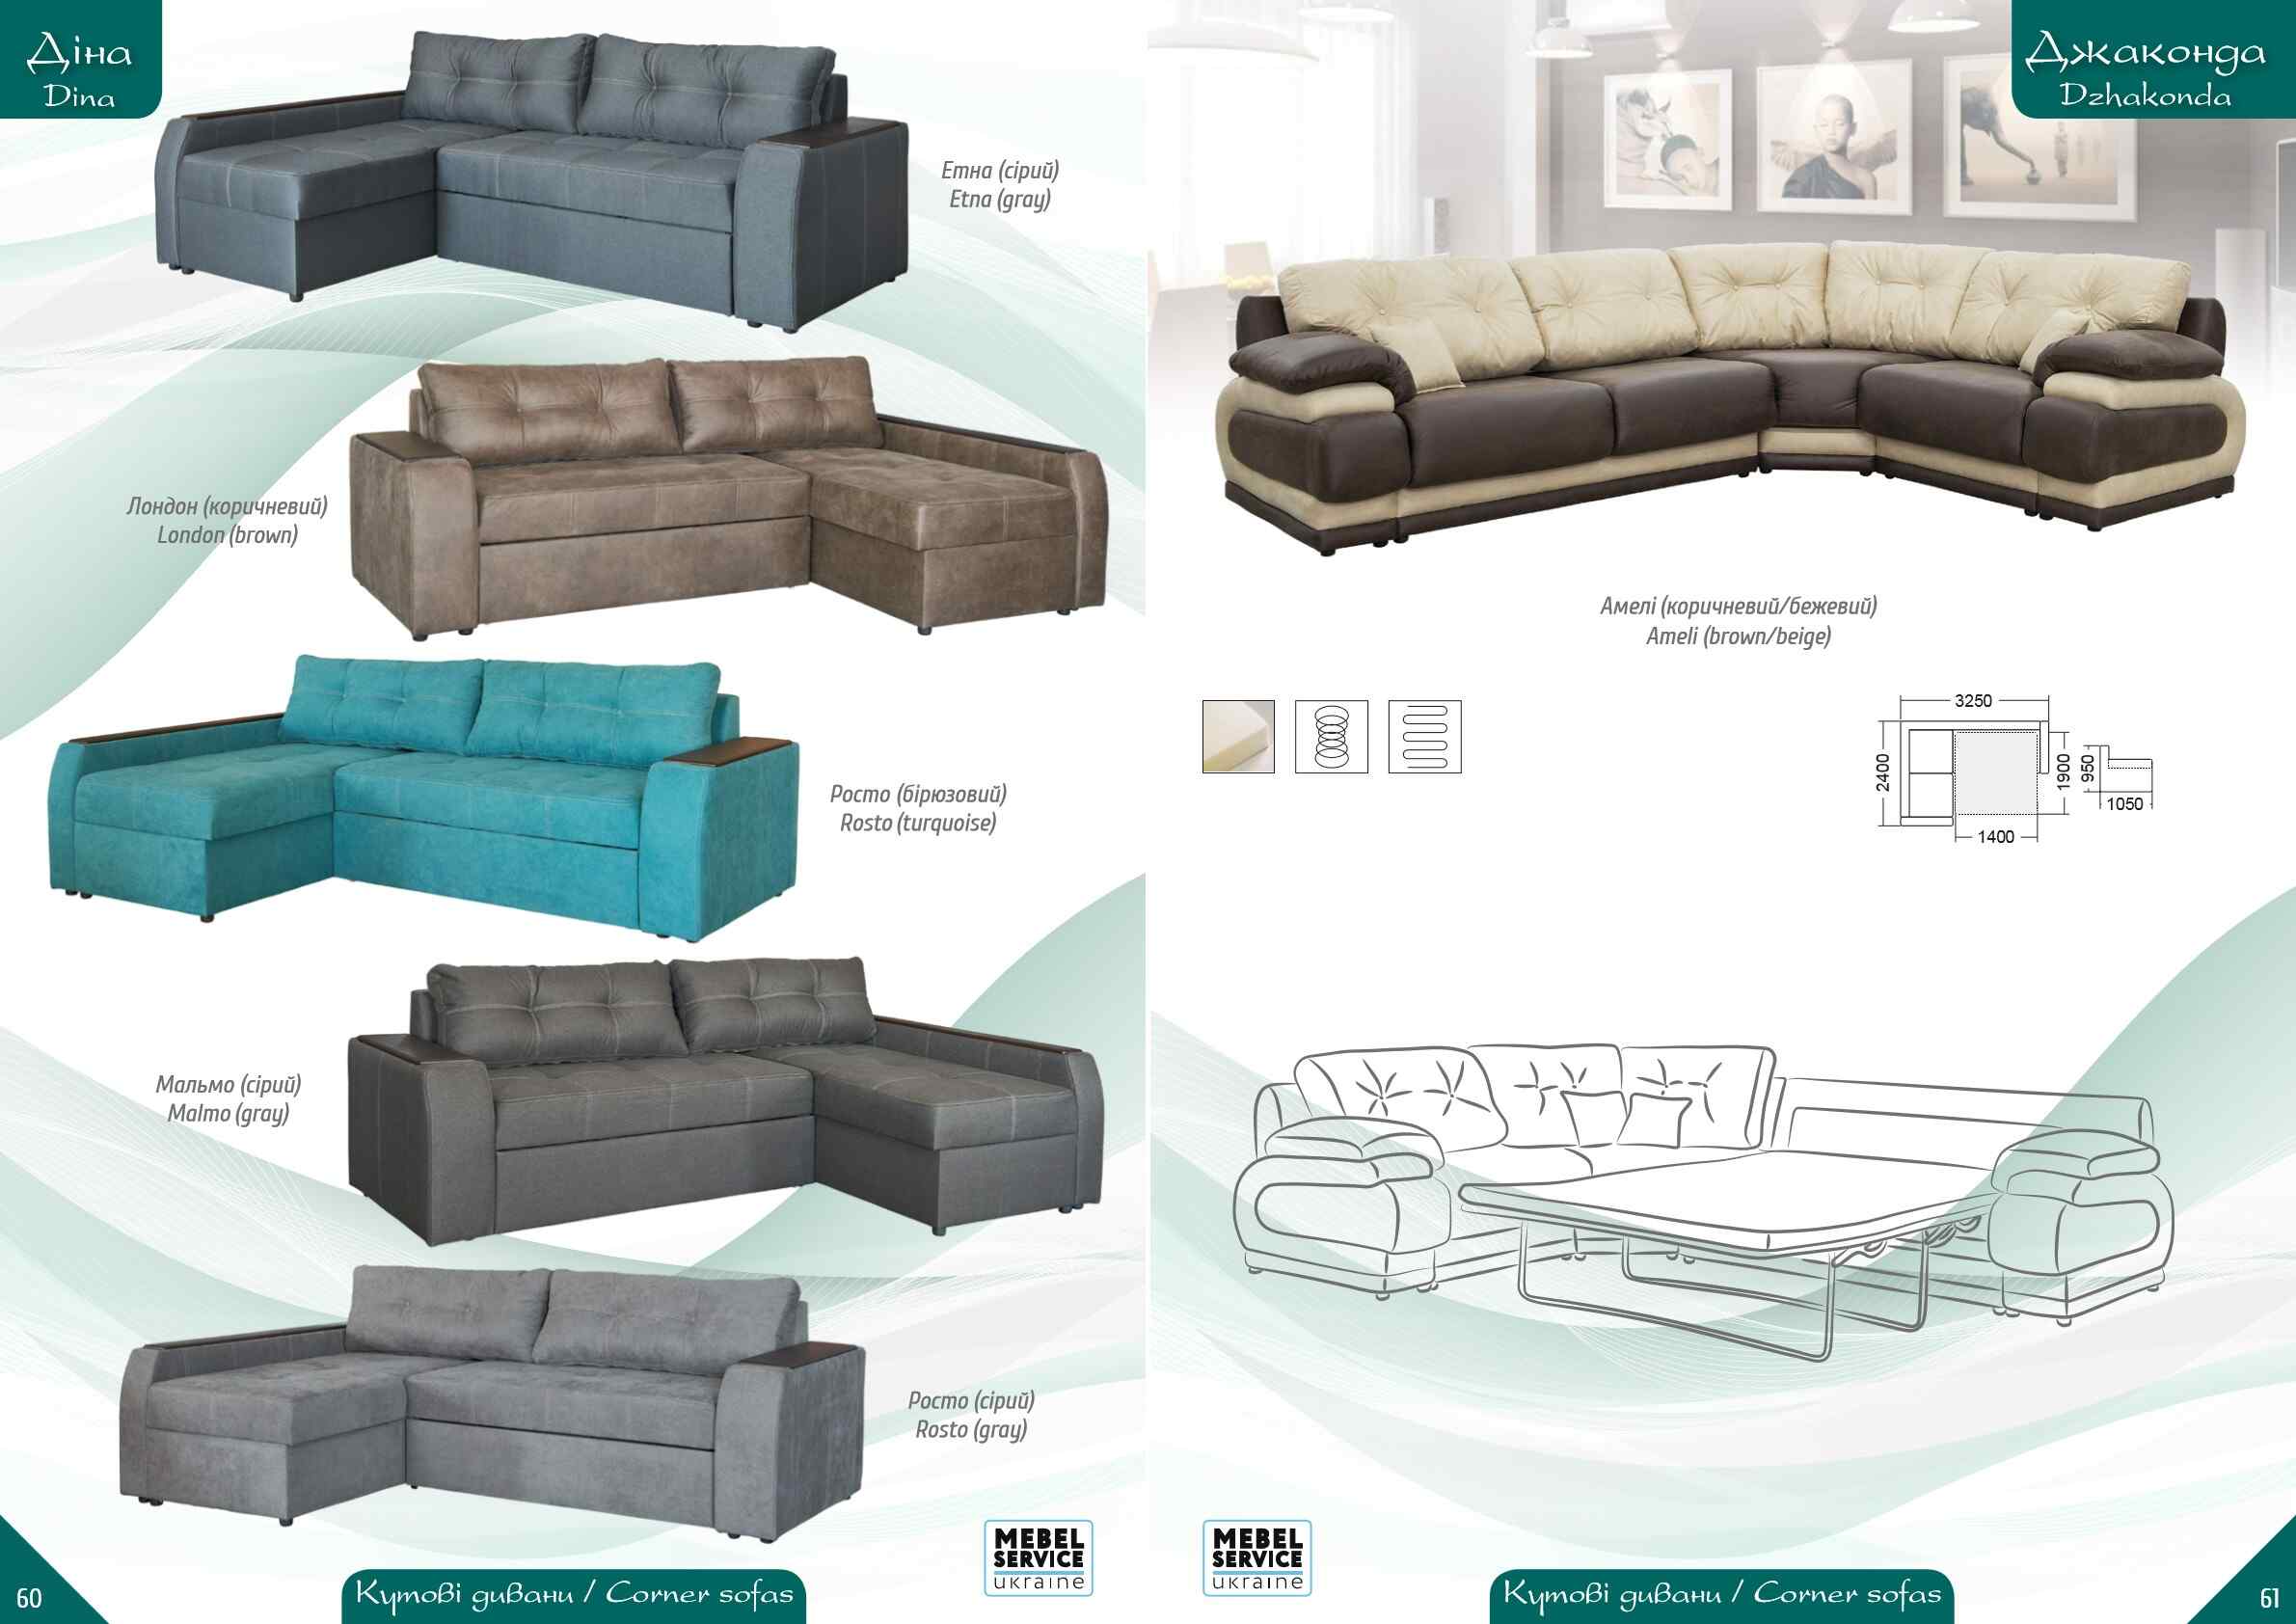 Діна
Dina
Етна (сірий)
Etna (gray)
Лондон (коричневий)
London (brown)
Росто (бірюзовий)
Rosto (turquoise)
Мальмо (сірий)
Malmo (gray)
Росто (сірий)
Rosto (gray)
MEBEL
SERVICE
ukraine
60
Кутові дивани / Corner sofas
Джаконда
Dzhakonda
Амелі (коричневий/бежевий)
Ameli (brown/beige)
3250
2400
1900
950
1050
1400
MEBEL
SERVICE
ukraine
Кутові дивани / Corner sofas
61